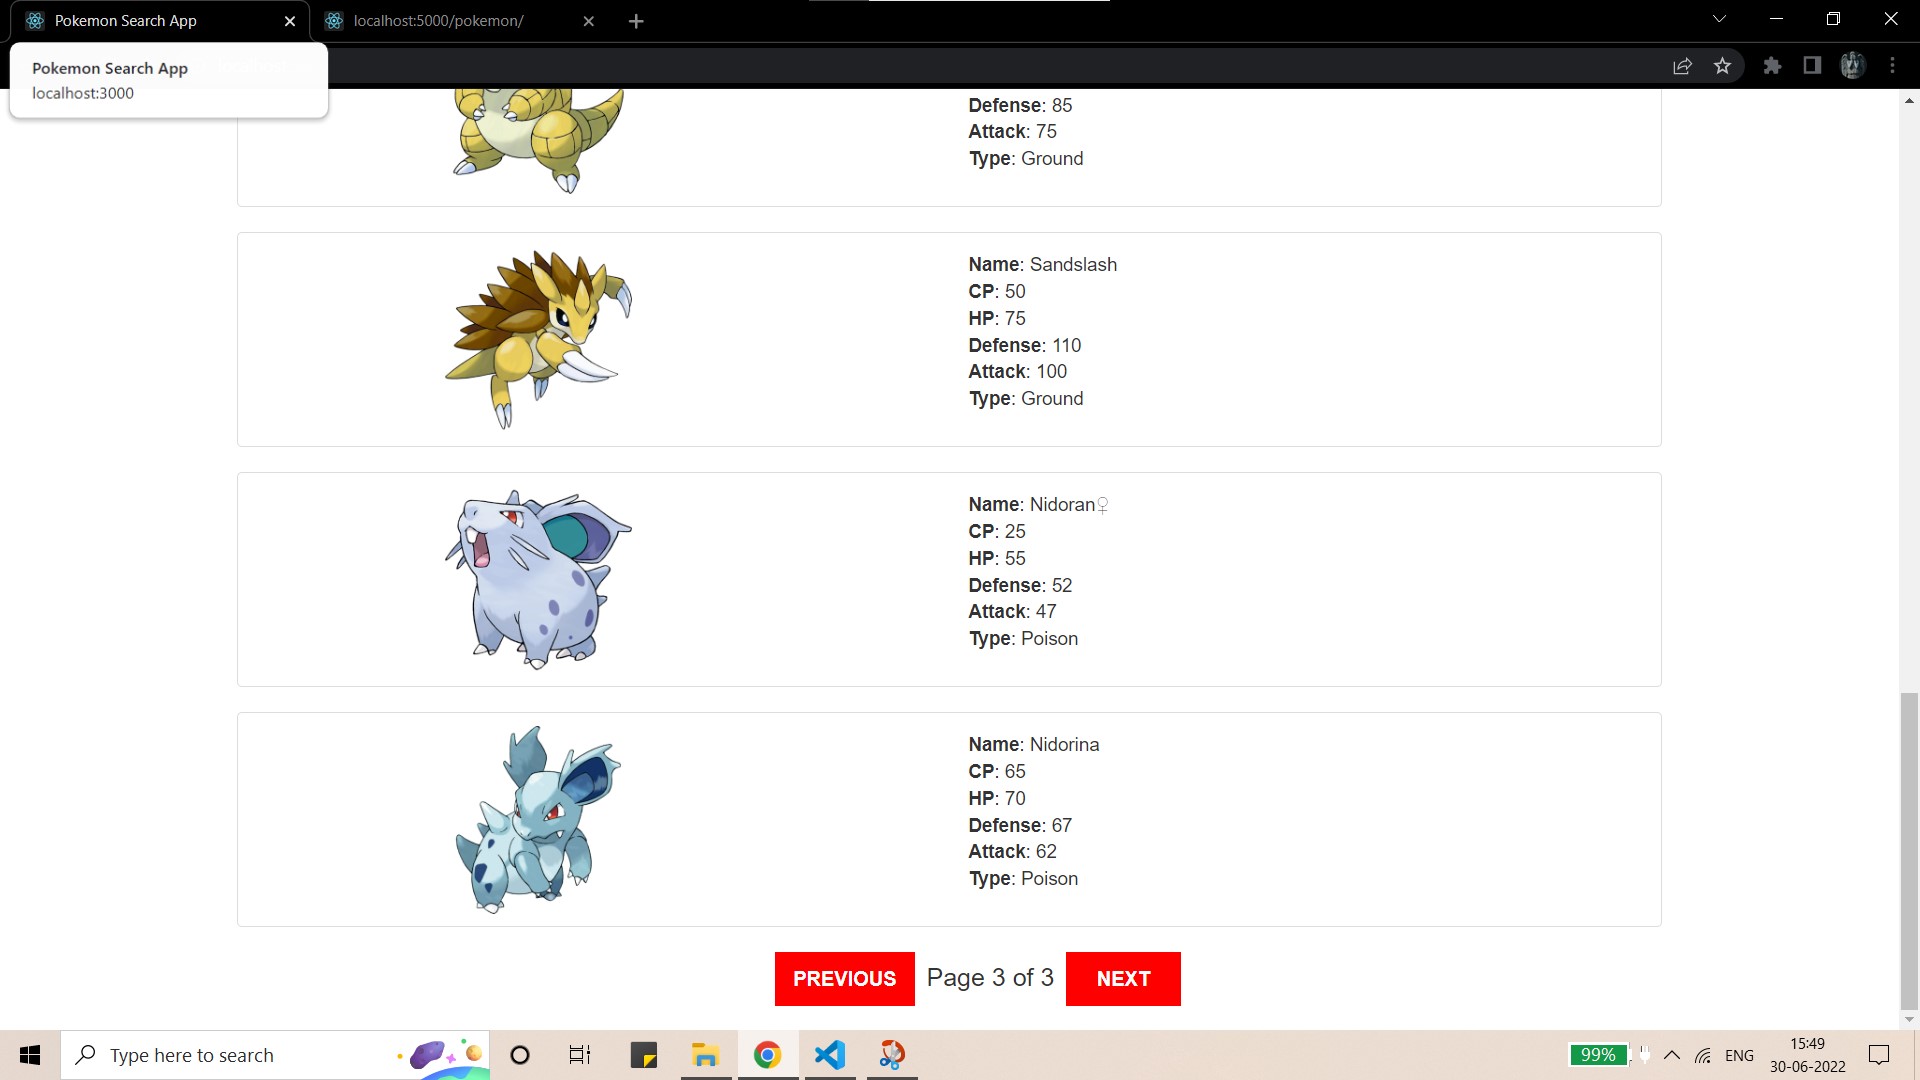 Pokemon Search App
localhost:5000/pokemon/
Pokemon Search App
localhost:3000
Defense: 85
Attack: 75
Type: Ground
Name: Sandslash
CP: 50
HP: 75
Defense: 110
Attack: 100
Type: Ground
Name: Nidoran♀
CP: 25
HP: 55
Defense: 52
Attack: 47
Type: Poison
Name: Nidorina
CP: 65
HP: 70
Defense: 67
Attack: 62
Type: Poison
PREVIOUS Page 3 of 3 NEXT
Type here to search
99%
ENG
15:49
30-06-2022